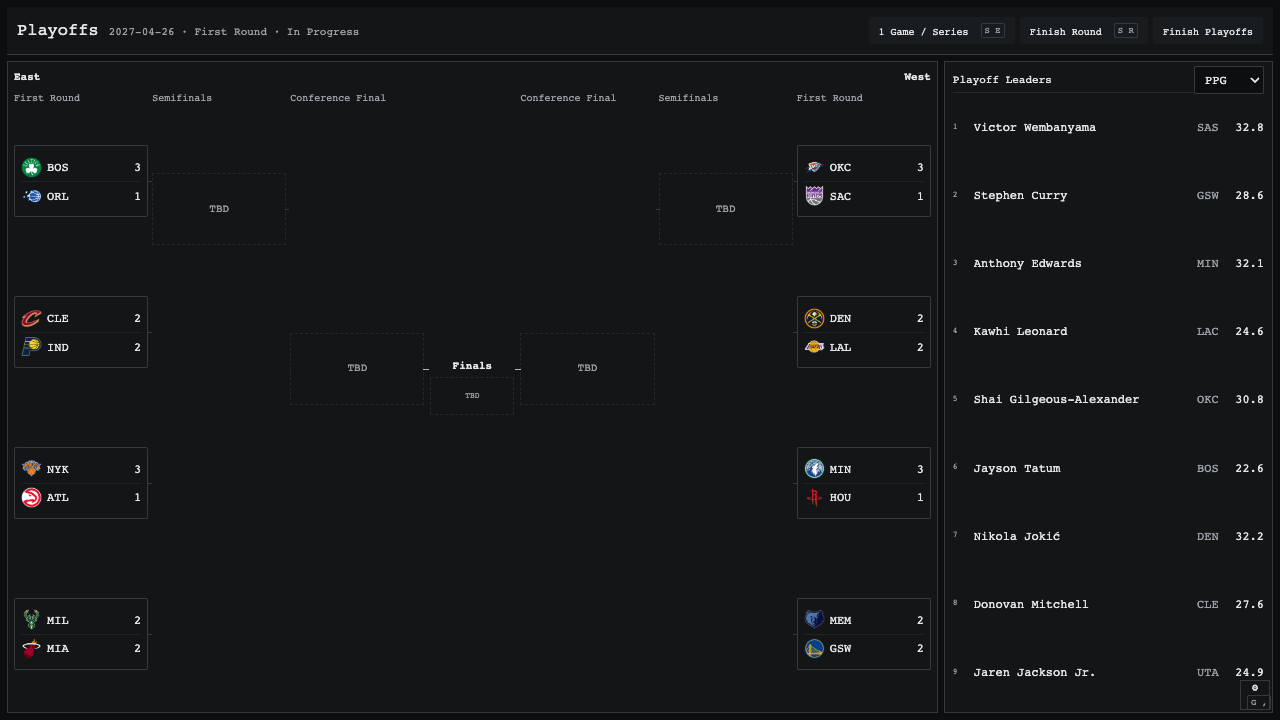 Playoffs 2027-04-26 • First Round • In Progress
1 Game / Series S E
Finish Round S R
Finish Playoffs
East
West
First Round
Semifinals
Conference Final
Conference Final
Semifinals
First Round
BOS 3
ORL 1
TBD
CLE 2
IND 2
NYK 3
ATL 1
MIL 2
MIA 2
TBD
Finals
TBD
TBD
TBD
OKC 3
SAC 1
DEN 2
LAL 2
MIN 3
HOU 1
MEM 2
GSW 2
Playoff Leaders
PPG
1 Victor Wembanyama SAS 32.8
2 Stephen Curry GSW 28.6
3 Anthony Edwards MIN 32.1
4 Kawhi Leonard LAC 24.6
5 Shai Gilgeous-Alexander OKC 30.8
6 Jayson Tatum BOS 22.6
7 Nikola Jokić DEN 32.2
8 Donovan Mitchell CLE 27.6
9 Jaren Jackson Jr. UTA 24.9
G ,